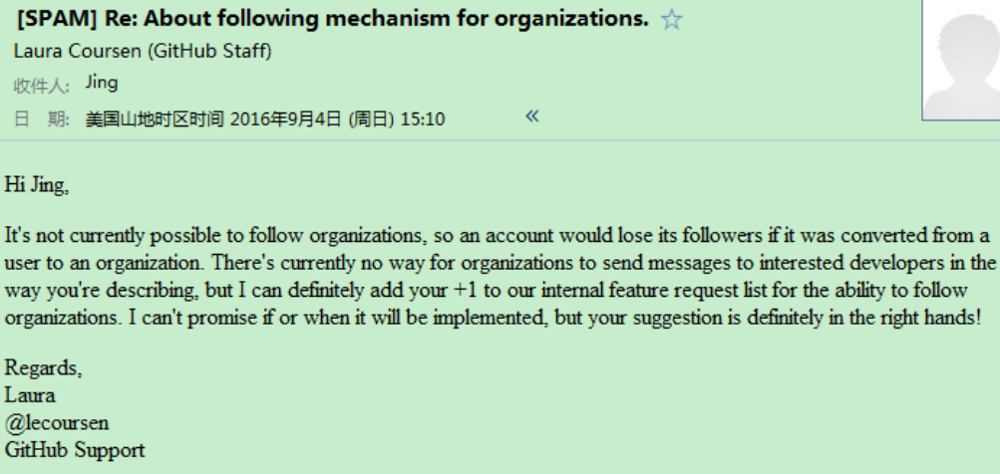 [SPAM] Re: About following mechanism for organizations. ☆
Laura Coursen (GitHub Staff)
收件人: Jing
日 期: 美国山地时区时间 2016年9月4日 (周日) 15:10 «
Hi Jing,
It's not currently possible to follow organizations, so an account would lose its followers if it was converted from a
user to an organization. There's currently no way for organizations to send messages to interested developers in the
way you're describing, but I can definitely add your +1 to our internal feature request list for the ability to follow
organizations. I can't promise if or when it will be implemented, but your suggestion is definitely in the right hands!
Regards,
Laura
@lecoursen
GitHub Support